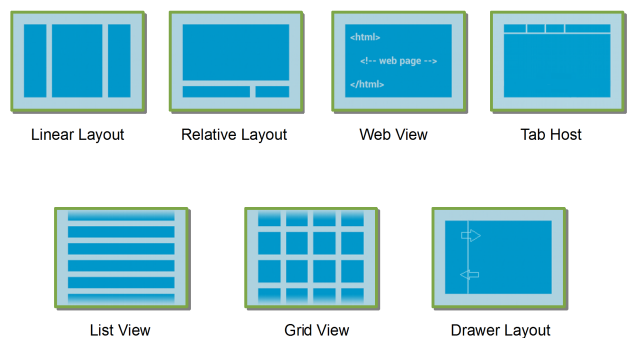 <html>
<!-- web page -->
</html>
Linear Layout
Relative Layout
Web View
Tab Host
List View
Grid View
Drawer Layout